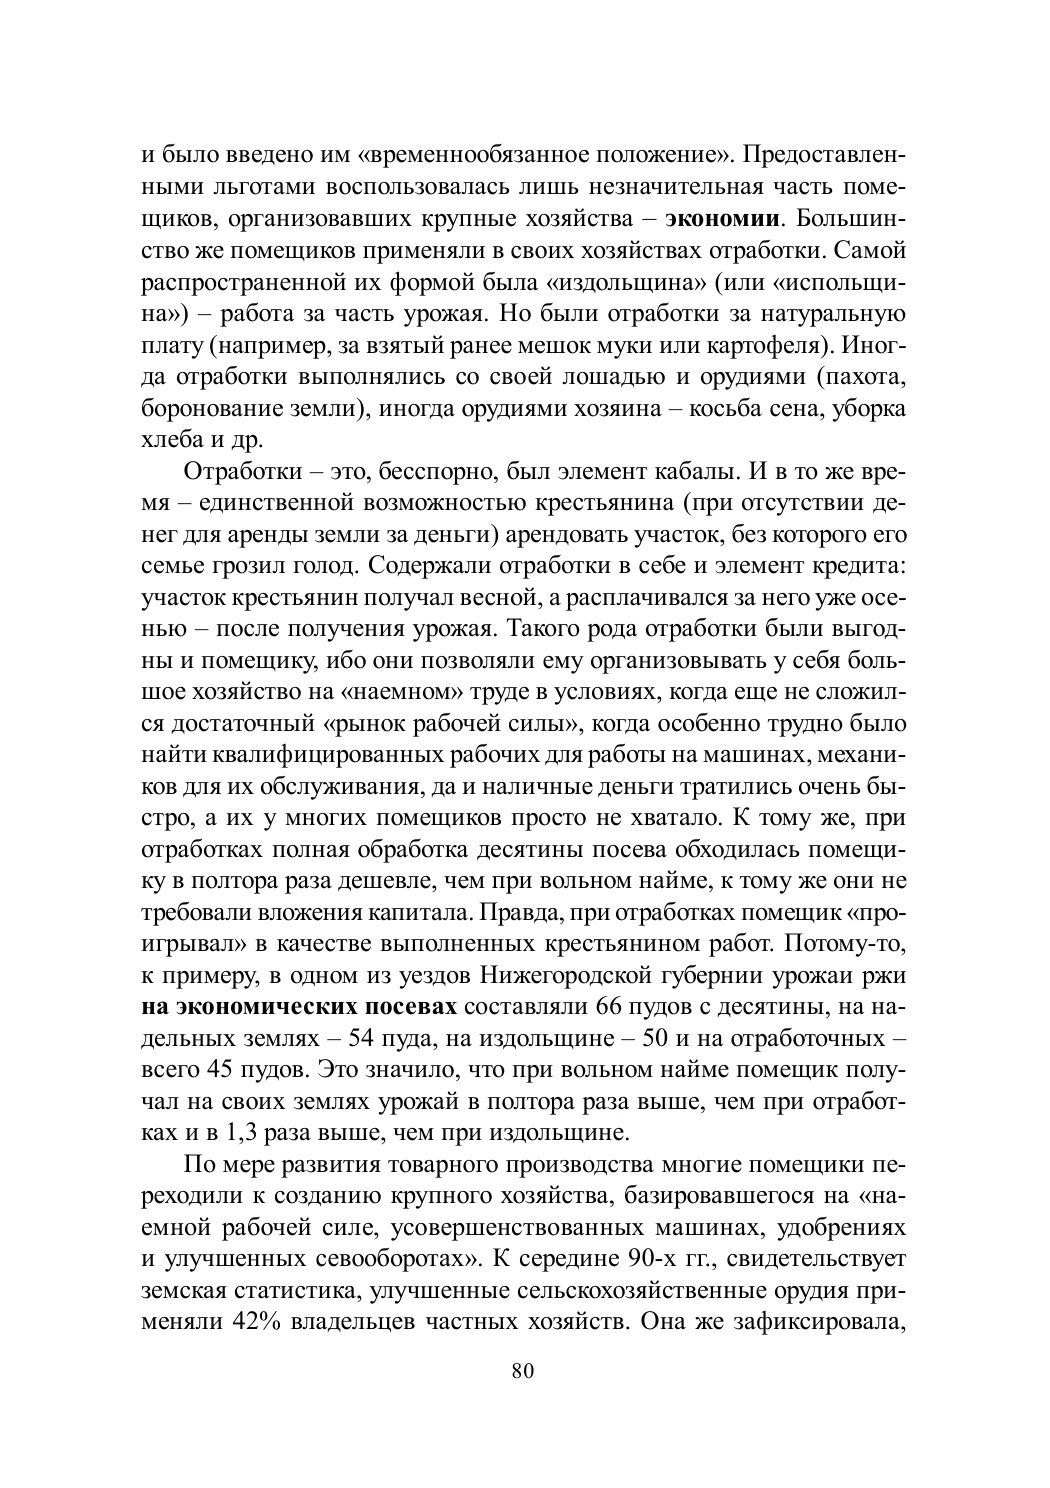 и было введено им «временнообязанное положение». Предоставлен-
ными льготами воспользовалась лишь незначительная часть поме-
щиков, организовавших крупные хозяйства – экономии. Большин-
ство же помещиков применяли в своих хозяйствах отработки. Самой
распространенной их формой была «издольщина» (или «испольщи-
на») – работа за часть урожая. Но были отработки за натуральную
плату (например, за взятый ранее мешок муки или картофеля). Иног-
да отработки выполнялись со своей лошадью и орудиями (пахота,
боронование земли), иногда орудиями хозяина – косьба сена, уборка
хлеба и др.
Отработки – это, бесспорно, был элемент кабалы. И в то же вре-
мя – единственной возможностью крестьянина (при отсутствии де-
нег для аренды земли за деньги) арендовать участок, без которого его
семье грозил голод. Содержали отработки в себе и элемент кредита:
участок крестьянин получал весной, а расплачивался за него уже осе-
нью – после получения урожая. Такого рода отработки были выгод-
ны и помещику, ибо они позволяли ему организовывать у себя боль-
шое хозяйство на «наемном» труде в условиях, когда еще не сложил-
ся достаточный «рынок рабочей силы», когда особенно трудно было
найти квалифицированных рабочих для работы на машинах, механи-
ков для их обслуживания, да и наличные деньги тратились очень бы-
стро, а их у многих помещиков просто не хватало. К тому же, при
отработках полная обработка десятины посева обходилась помещи-
ку в полтора раза дешевле, чем при вольном найме, к тому же они не
требовали вложения капитала. Правда, при отработках помещик «про-
игрывал» в качестве выполненных крестьянином работ. Потому-то,
к примеру, в одном из уездов Нижегородской губернии урожаи ржи
на экономических посевах составляли 66 пудов с десятины, на на-
дельных землях – 54 пуда, на издольщине – 50 и на отработочных –
всего 45 пудов. Это значило, что при вольном найме помещик полу-
чал на своих землях урожай в полтора раза выше, чем при отработ-
ках и в 1,3 раза выше, чем при издольщине.
По мере развития товарного производства многие помещики пе-
реходили к созданию крупного хозяйства, базировавшегося на «на-
емной рабочей силе, усовершенствованных машинах, удобрениях
и улучшенных севооборотах». К середине 90-х гг., свидетельствует
земская статистика, улучшенные сельскохозяйственные орудия при-
меняли 42% владельцев частных хозяйств. Она же зафиксировала,
80